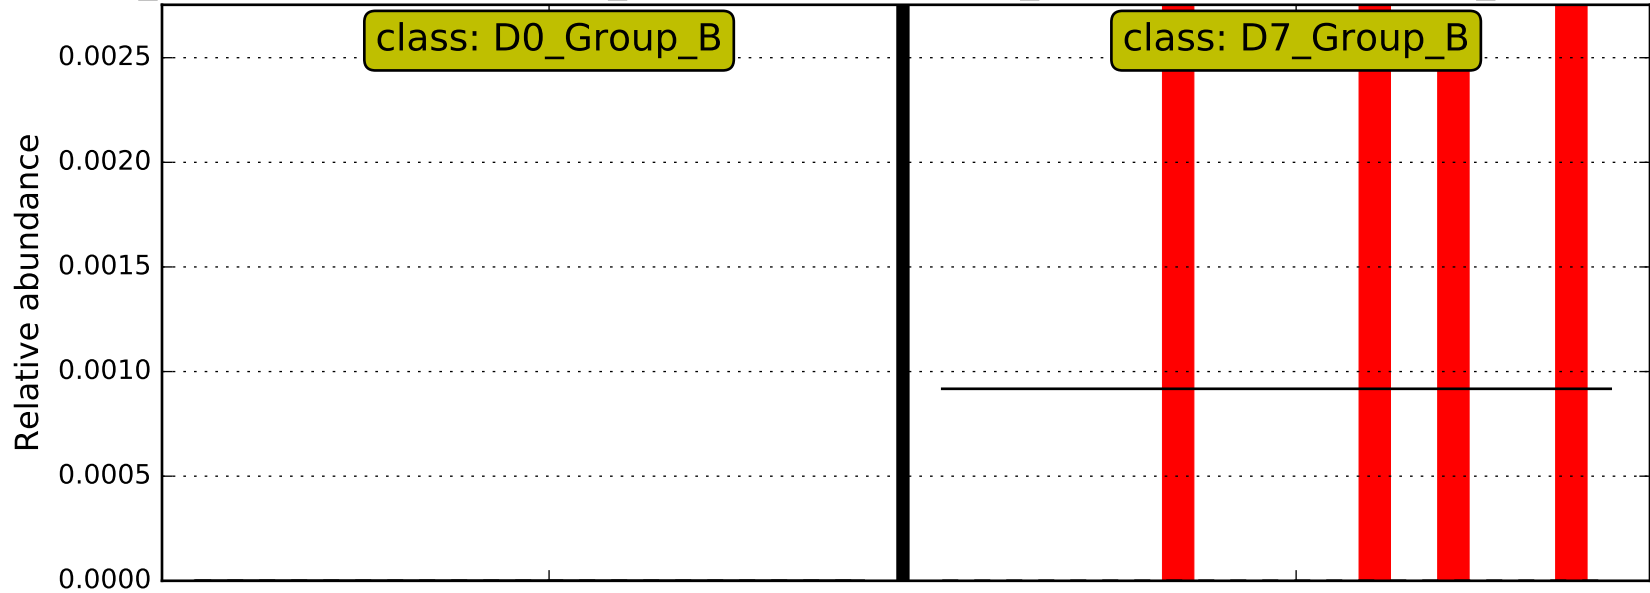 class: D0_Group_B
class: D7_Group_B
0.0025
0.0020
0.0015
0.0010
0.0005
0.0000
Relative abundance